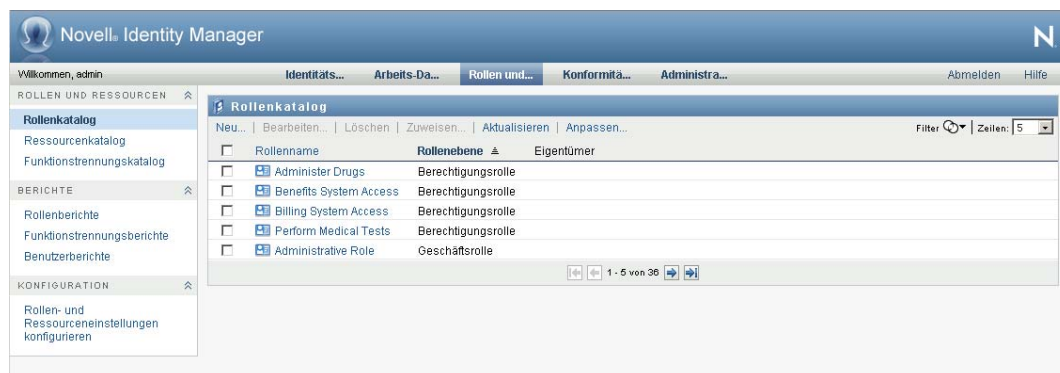 Novell® Identity Manager
N
Willkommen, admin Identitäts... Arbeits-Da... Rollen und... Konformitä... Administra... Abmelden Hilfe
ROLLEN UND RESSOURCEN
Rollenkatalog
Ressourcenkatalog
Funktionstrennungskatalog
BERICHTE
Rollenberichte
Funktionstrennungsberichte
Benutzerberichte
KONFIGURATION
Rollen- und
Ressourceneinstellungen
konfigurieren
Rollenkatalog
Neu... | Bearbeiten... | Löschen | Zuweisen... | Aktualisieren | Anpassen... Filter | Zeilen: 5
Rollenname Rollenebene Eigentümer
Administer Drugs Berechtigungsrolle
Benefits System Access Berechtigungsrolle
Billing System Access Berechtigungsrolle
Perform Medical Tests Berechtigungsrolle
Administrative Role Geschäftsrolle
1 - 5 von 36